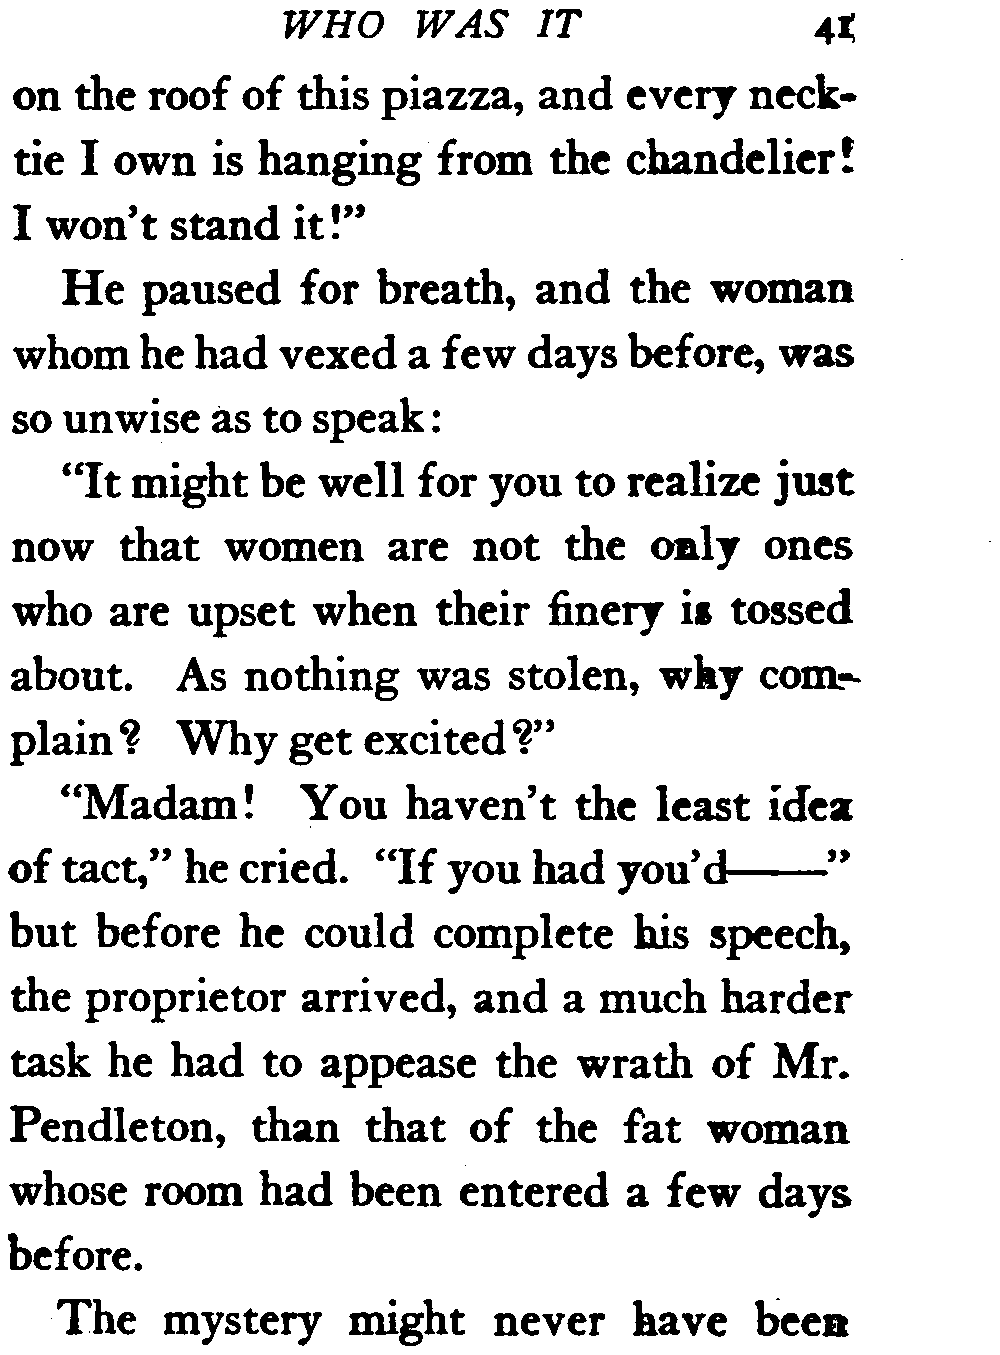 WHO WAS IT 41
on the roof of this piazza, and every neck-
tie I own is hanging from the chandelier!
I won't stand it!"
He paused for breath, and the woman
whom he had vexed a few days before, was
so unwise as to speak:
"It might be well for you to realize just
now that women are not the only ones
who are upset when their finery is tossed
about. As nothing was stolen, why com-
plain? Why get excited?"
"Madam! You haven't the least idea
of tact," he cried. "If you had you'd——"
but before he could complete his speech,
the proprietor arrived, and a much harder
task he had to appease the wrath of Mr.
Pendleton, than that of the fat woman
whose room had been entered a few days
before.
The mystery might never have been